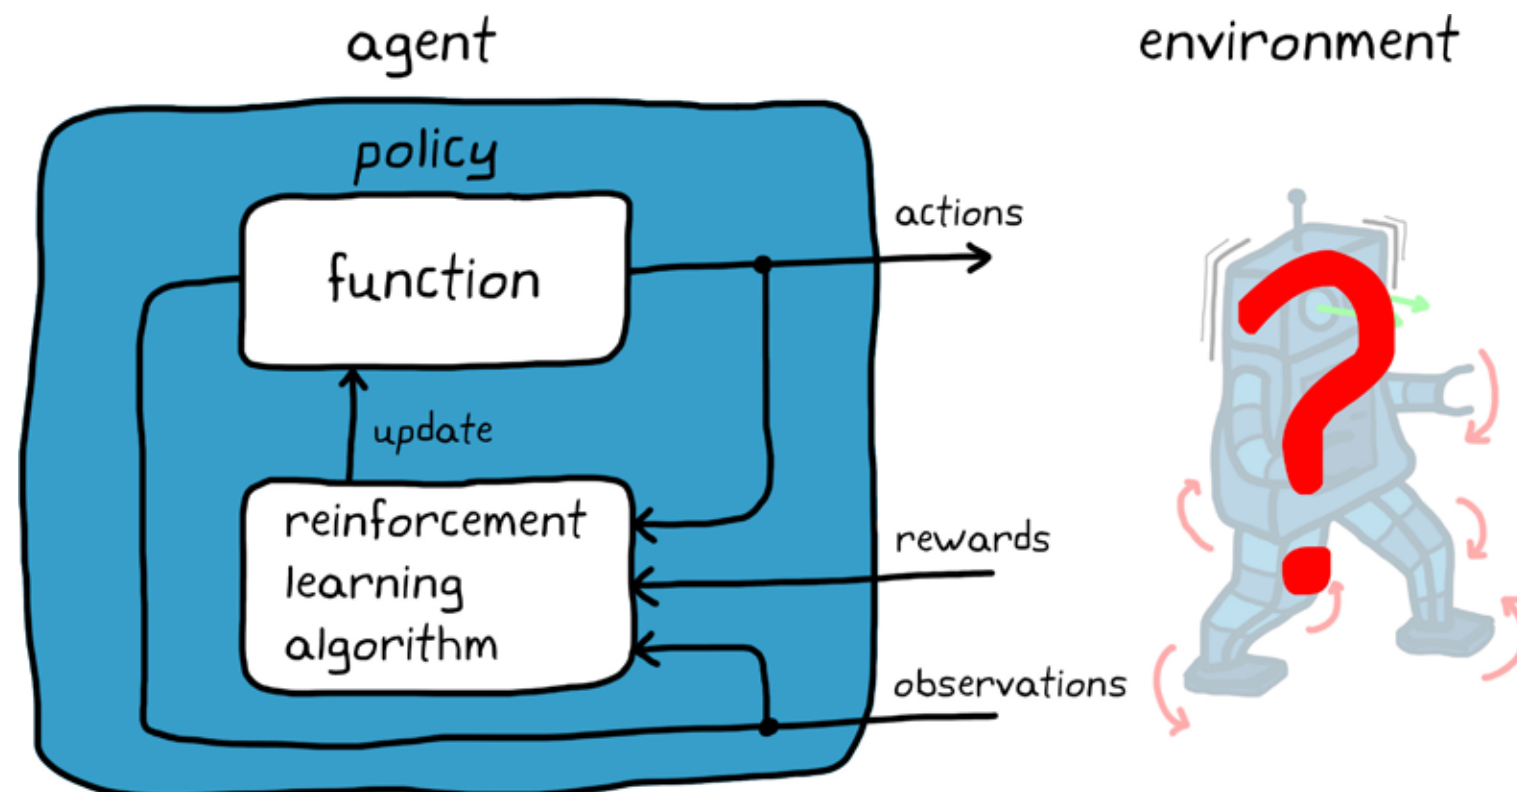 agent
environment
policy
function
actions
update
reinforcement
learning
algorithm
rewards
observations
?